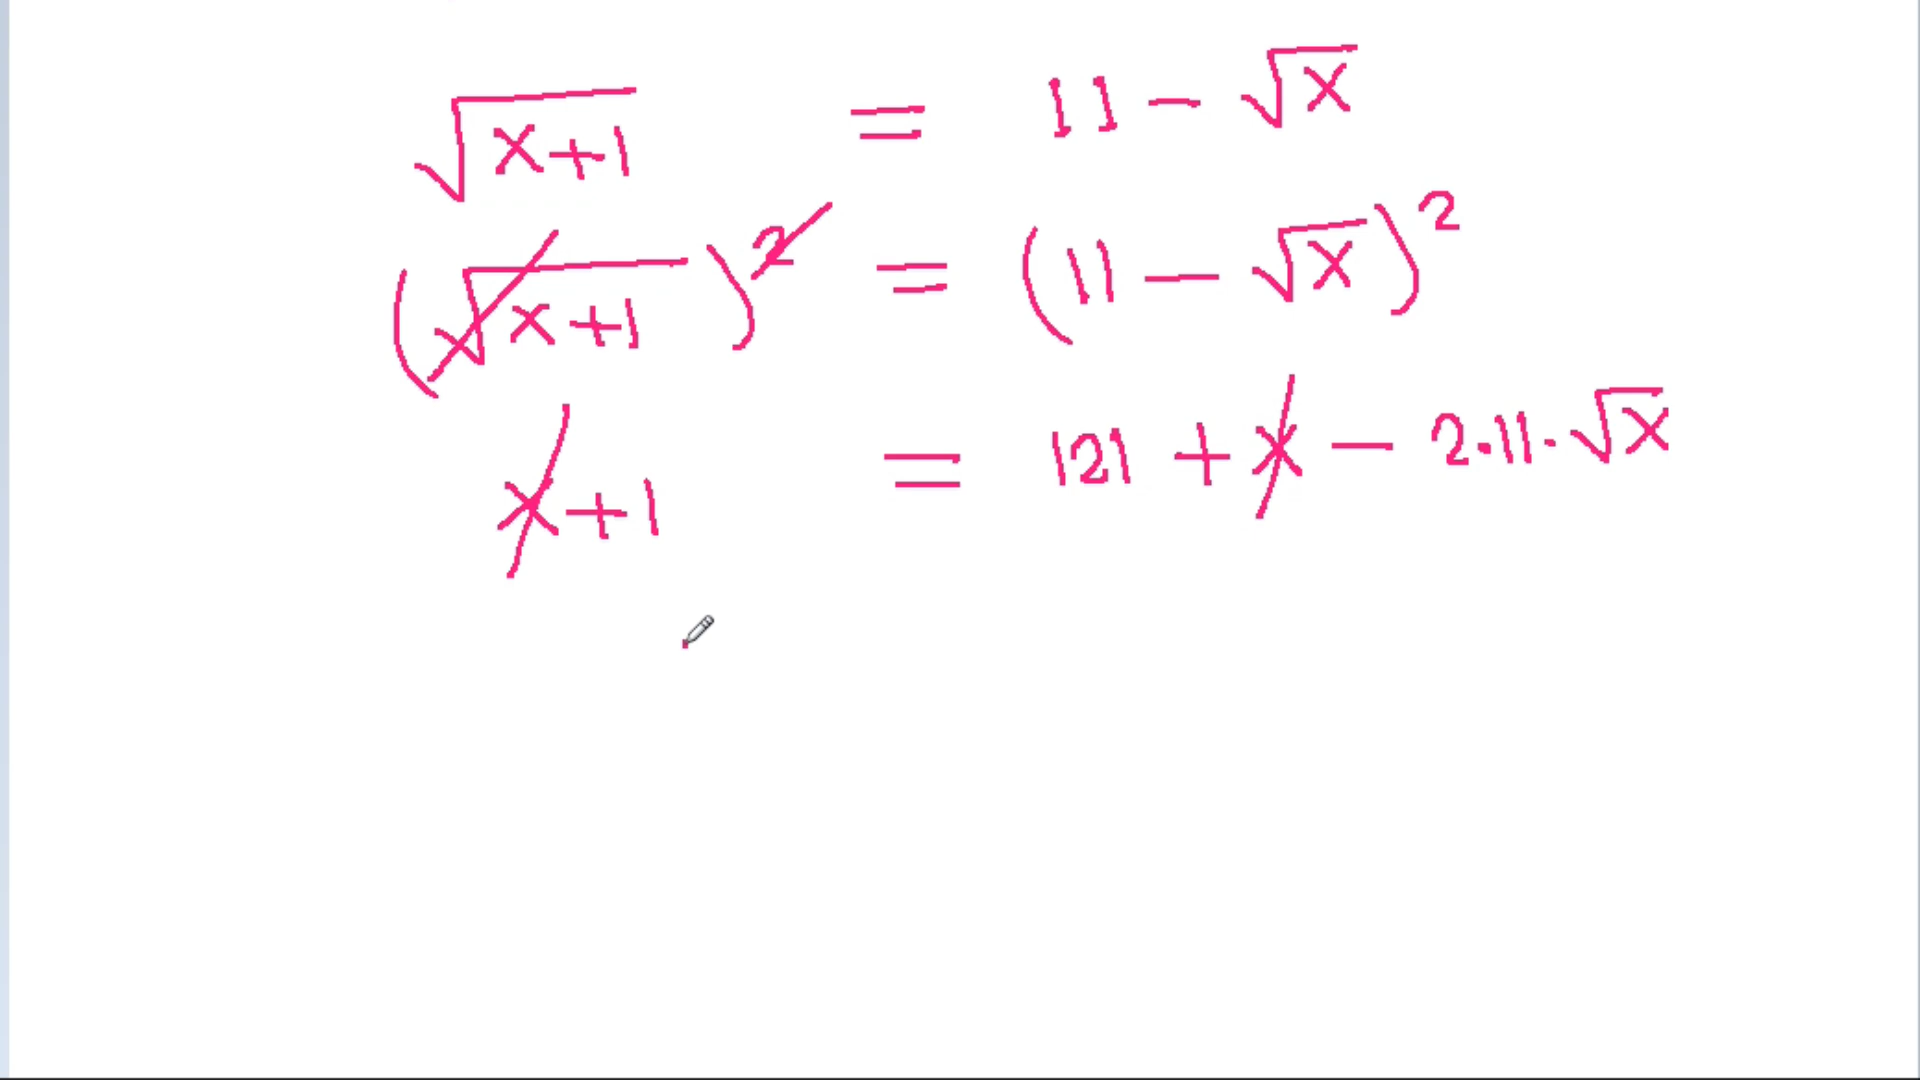 √(x+1) = 11 - √x
(√(x+1))² = (11 - √x)²
x+1 = 121 + x - 2·11·√x